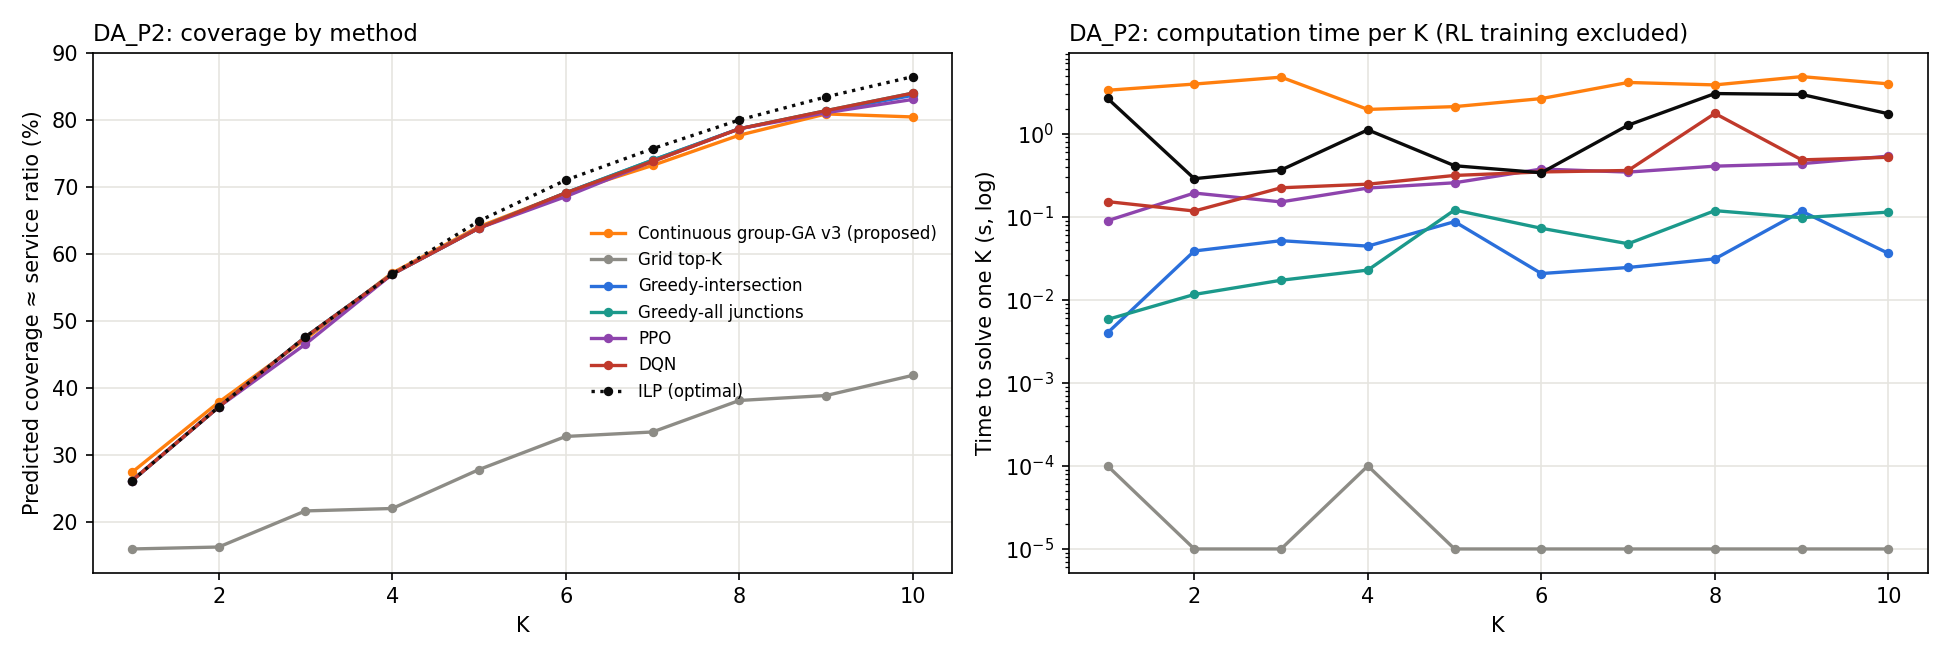 DA_P2: coverage by method
Predicted coverage ≈ service ratio (%)
90
80
70
60
50
40
30
20
Continuous group-GA v3 (proposed)
Grid top-K
Greedy-intersection
Greedy-all junctions
PPO
DQN
ILP (optimal)
2 4 6 8 10
K
DA_P2: computation time per K (RL training excluded)
Time to solve one K (s, log)
10⁰
10⁻¹
10⁻²
10⁻³
10⁻⁴
10⁻⁵
2 4 6 8 10
K